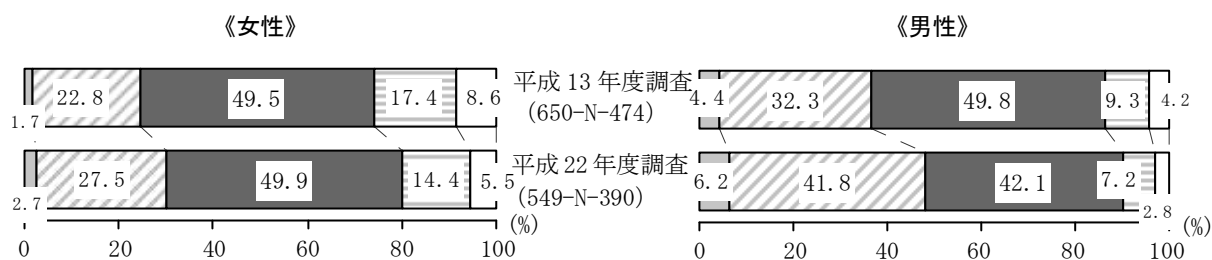 《女性》
《男性》
1.7 22.8 49.5 17.4 8.6
平成 13 年度調査
(650-N-474)
4.4 32.3 49.8 9.3 4.2
2.7 27.5 49.9 14.4 5.5
平成 22 年度調査
(549-N-390)
6.2 41.8 42.1 7.2 2.8
0 20 40 60 80 100 (%)
0 20 40 60 80 100 (%)